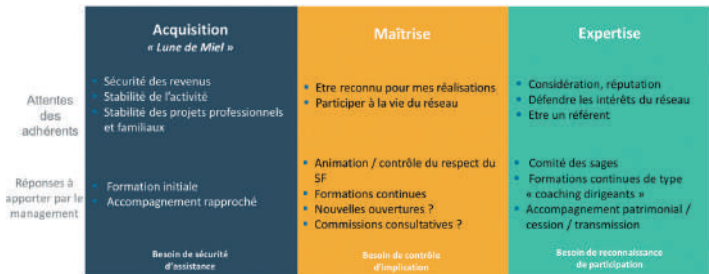 Acquisition
« Lune de Miel »
Maîtrise
Expertise
Attentes
des
adhérents
• Sécurité des revenus
• Stabilité de l'activité
• Stabilité des projets professionnels
et familiaux
• Etre reconnu pour mes réalisations
• Participer à la vie du réseau
• Considération, réputation
• Défendre les intérêts du réseau
• Etre un référent
Réponses à
apporter par le
management
• Formation initiale
• Accompagnement rapproché
• Animation / contrôle du respect du
SF
• Formations continues
• Nouvelles ouvertures ?
• Commissions consultatives ?
• Comité des sages
• Formations continues de type
« coaching dirigeants »
• Accompagnement patrimonial /
cession / transmission
Besoin de sécurité
d'assistance
Besoin de contrôle
d'implication
Besoin de reconnaissance
de participation